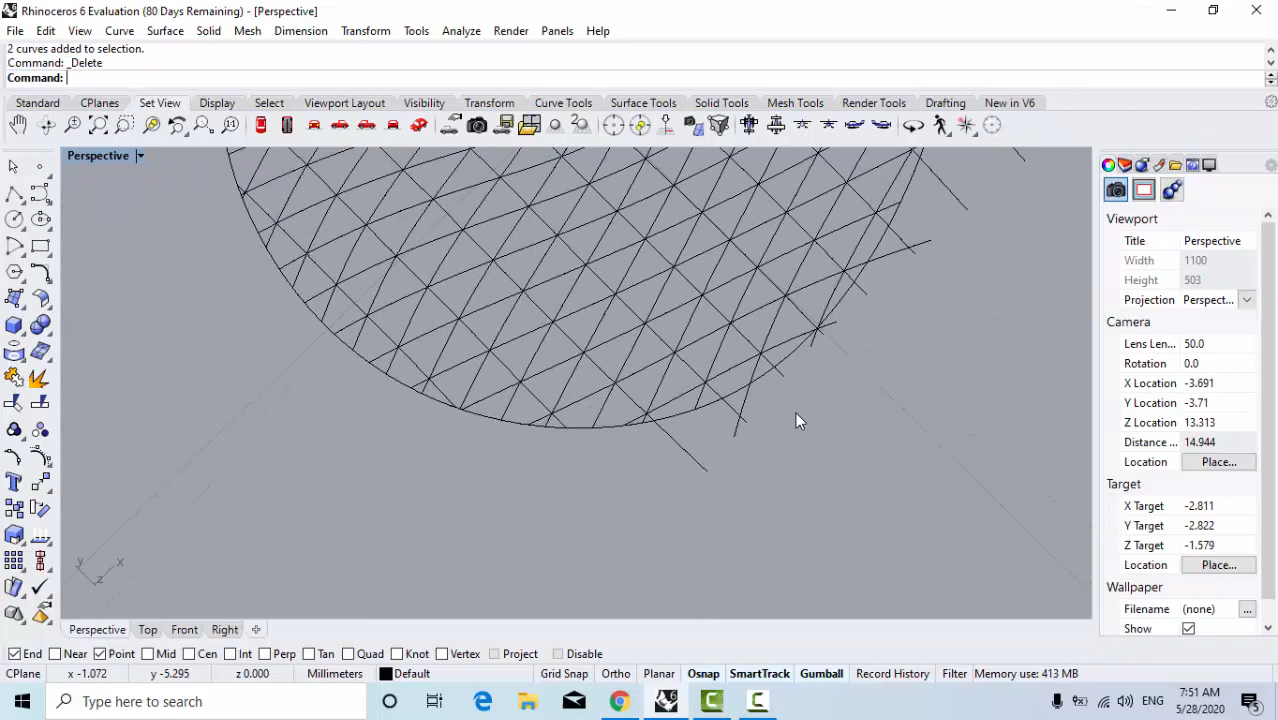 Rhinoceros 6 Evaluation (80 Days Remaining) - [Perspective]
File Edit View Curve Surface Solid Mesh Dimension Transform Tools Analyze Render Panels Help
2 curves added to selection.
Command: _Delete
Command:
Standard CPlanes Set View Display Select Viewport Layout Visibility Transform Curve Tools Surface Tools Solid Tools Mesh Tools Render Tools Drafting New in V6
Perspective
Viewport
Title Perspective
Width 1100
Height 503
Projection Perspect...
Camera
Lens Len... 50.0
Rotation 0.0
X Location -3.691
Y Location -3.71
Z Location 13.313
Distance ... 14.944
Location Place...
Target
X Target -2.811
Y Target -2.822
Z Target -1.579
Location Place...
Wallpaper
Filename (none) ...
Show
y x
z
Perspective Top Front Right
End Near Point Mid Cen Int Perp Tan Quad Knot Vertex Project Disable
CPlane x -1.072 y -5.295 z 0.000 Millimeters Default Grid Snap Ortho Planar Osnap SmartTrack Gumball Record History Filter Memory use: 413 MB
Type here to search
ENG
7:51 AM
5/28/2020
5